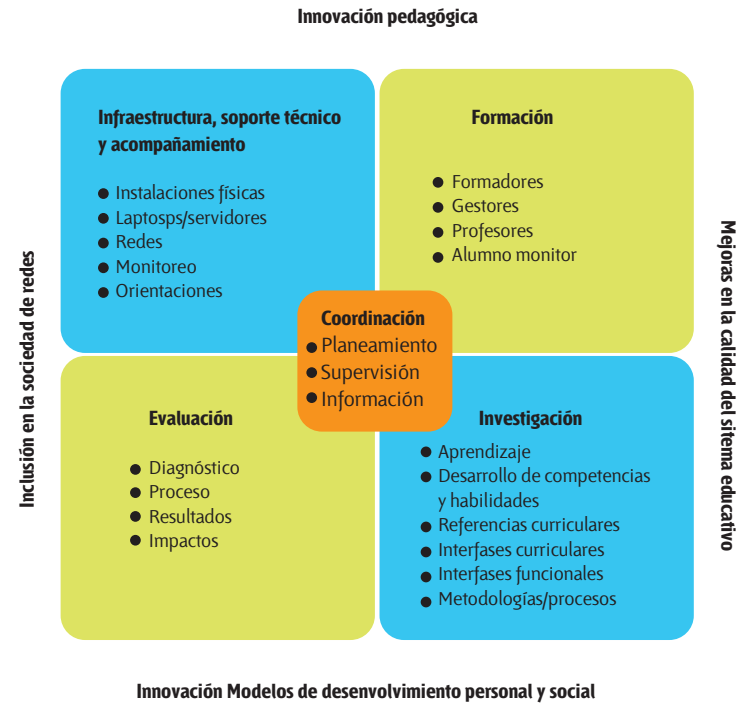 Innovación pedagógica
Infraestructura, soporte técnico
y acompañamiento
● Instalaciones físicas
● Laptosps/servidores
● Redes
● Monitoreo
● Orientaciones
Formación
● Formadores
● Gestores
● Profesores
● Alumno monitor
Coordinación
● Planeamiento
● Supervisión
● Información
Evaluación
● Diagnóstico
● Proceso
● Resultados
● Impactos
Investigación
● Aprendizaje
● Desarrollo de competencias
y habilidades
● Referencias curriculares
● Interfases curriculares
● Interfases funcionales
● Metodologías/procesos
Inclusión en la sociedad de redes
Mejoras en la calidad del sitema educativo
Innovación Modelos de desenvolvimiento personal y social